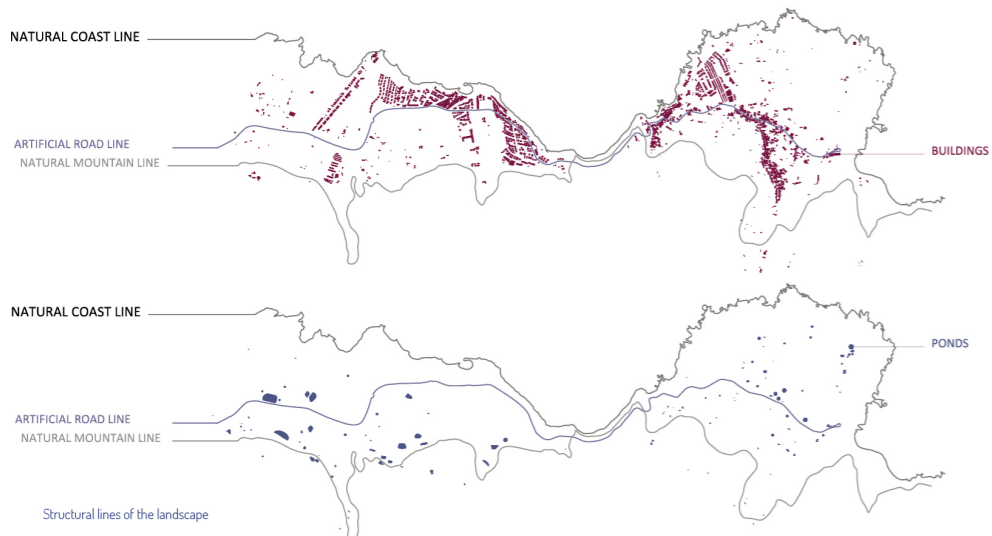 NATURAL COAST LINE
ARTIFICIAL ROAD LINE
NATURAL MOUNTAIN LINE
BUILDINGS
NATURAL COAST LINE
PONDS
ARTIFICIAL ROAD LINE
NATURAL MOUNTAIN LINE
Structural lines of the landscape